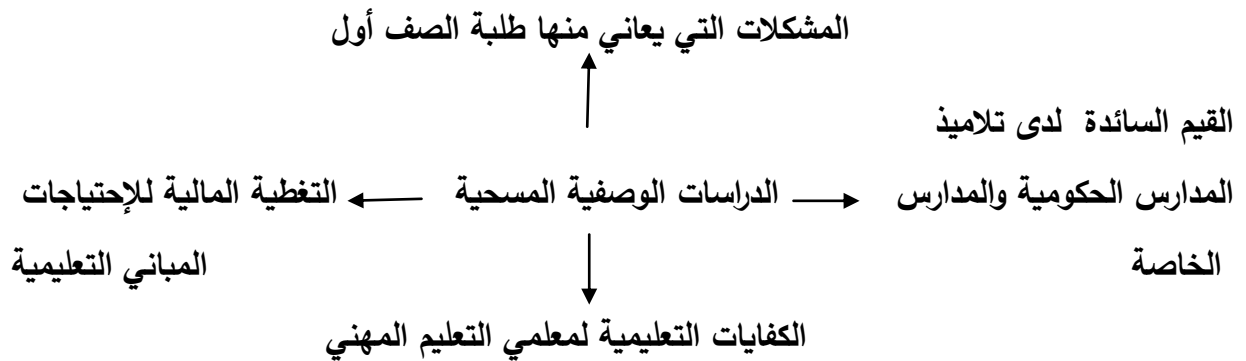 المشكلات التي يعاني منها طلبة الصف أول
القيم السائدة لدى تلاميذ
المدارس الحكومية والمدارس
الخاصة
الدراسات الوصفية المسحية
التغطية المالية للإحتياجات
المباني التعليمية
الكفايات التعليمية لمعلمي التعليم المهني